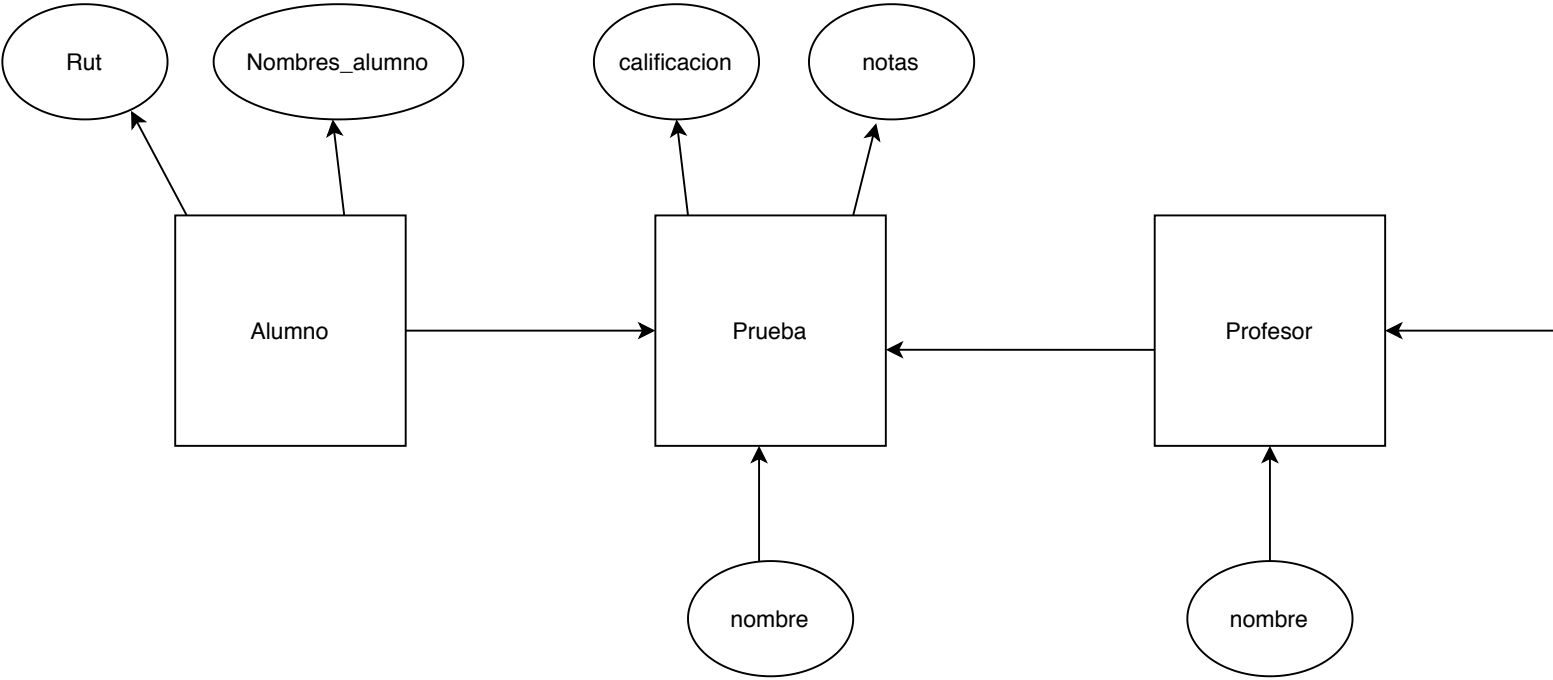 Rut
Nombres_alumno
calificacion
notas
Alumno
Prueba
Profesor
nombre
nombre